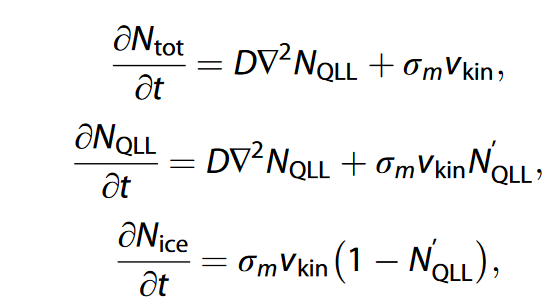 ∂N_tot/∂t = D∇²N_QLL + σ_m v_kin,
∂N_QLL/∂t = D∇²N_QLL + σ_m v_kin N′_QLL,
∂N_ice/∂t = σ_m v_kin (1 − N′_QLL),